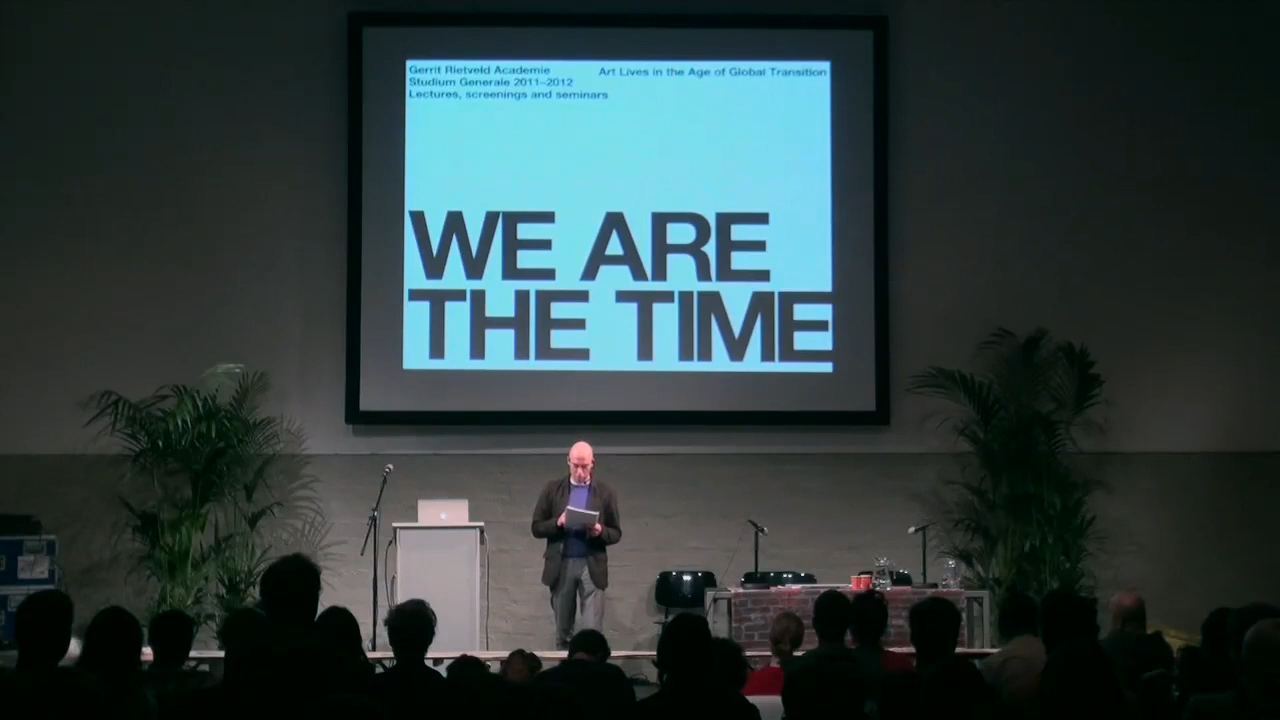 Gerrit Rietveld Academie
Studium Generale 2011–2012
Lectures, screenings and seminars
Art Lives in the Age of Global Transition
WE ARE
THE TIME